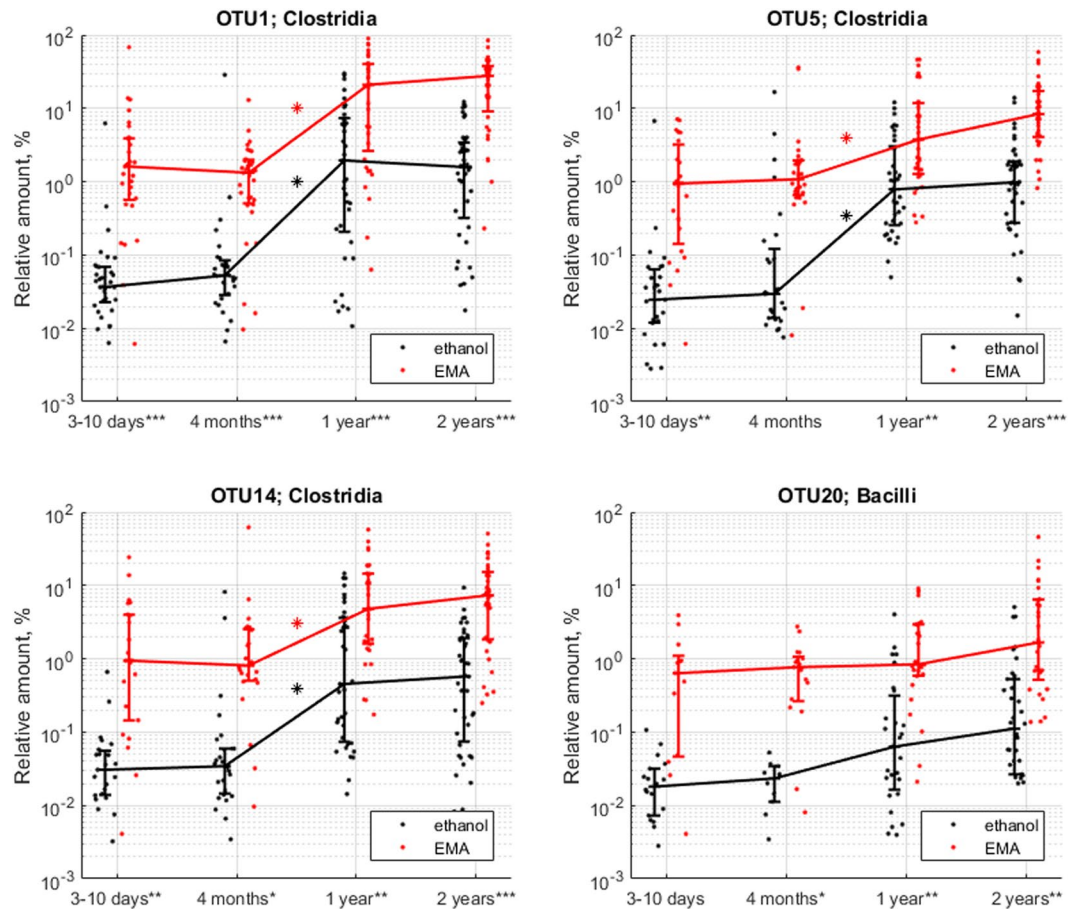 OTU1; Clostridia
Relative amount, %
10^2
10^1
10^0
10^-1
10^-2
10^-3
ethanol
EMA
3-10 days*** 4 months*** 1 year*** 2 years***
OTU5; Clostridia
Relative amount, %
10^2
10^1
10^0
10^-1
10^-2
10^-3
ethanol
EMA
3-10 days** 4 months 1 year** 2 years***
OTU14; Clostridia
Relative amount, %
10^2
10^1
10^0
10^-1
10^-2
10^-3
ethanol
EMA
3-10 days** 4 months* 1 year** 2 years***
OTU20; Bacilli
Relative amount, %
10^2
10^1
10^0
10^-1
10^-2
10^-3
ethanol
EMA
3-10 days 4 months* 1 year** 2 years**